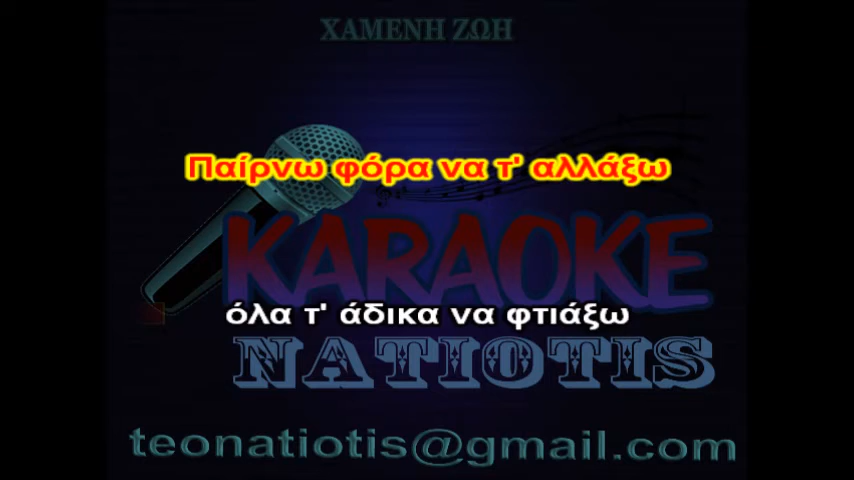 ΧΑΜΕΝΗ ΖΩΗ
Παίρνω φόρα να τ' αλλάξω
KARAOKE
όλα τ' άδικα να φτιάξω
NATIOTIS
teonatiotis@gmail.com